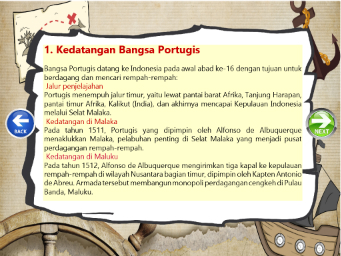 1. Kedatangan Bangsa Portugis
Bangsa Portugis datang ke Indonesia pada awal abad ke-16 dengan tujuan untuk
berdagang dan mencari rempah-rempah:
Jalur penjelajahan
Portugis menempuh jalur timur, yaitu lewat pantai barat Afrika, Tanjung Harapan,
pantai timur Afrika, Kalikut (India), dan akhirnya mencapai Kepulauan Indonesia
melalui Selat Malaka.
Kedatangan di Malaka
Pada tahun 1511, Portugis yang dipimpin oleh Alfonso de Albuquerque
menaklukkan Malaka, pelabuhan penting di Selat Malaka yang menjadi pusat
perdagangan rempah-rempah.
Kedatangan di Maluku
Pada tahun 1512, Alfonso de Albuquerque mengirimkan tiga kapal ke kepulauan
rempah-rempah di wilayah Nusantara bagian timur, dipimpin oleh Kapten Antonio
de Abreu. Armada tersebut membangun monopoli perdagangan cengkeh di Pulau
Banda, Maluku.
BACK
NEXT